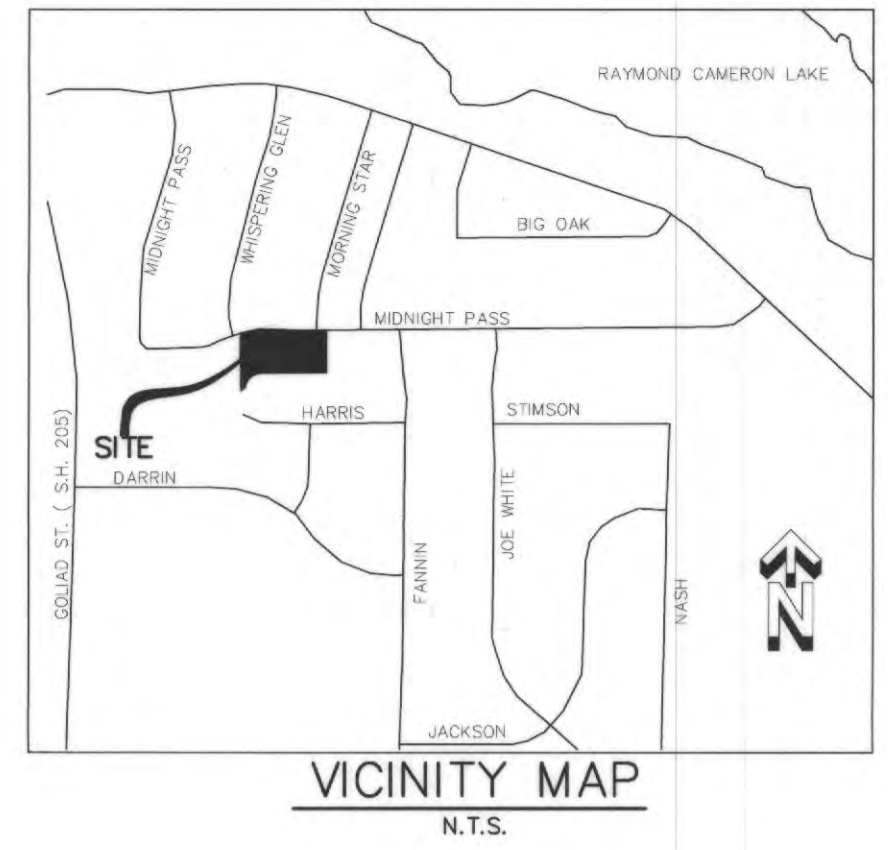 RAYMOND CAMERON LAKE
MIDNIGHT PASS
WHISPERING GLEN
MORNING STAR
BIG OAK
MIDNIGHT PASS
HARRIS
STIMSON
SITE
DARRIN
GOLIAD ST. ( S.H. 205)
JOE WHITE
FANNIN
NASH
N
JACKSON
VICINITY MAP
N.T.S.